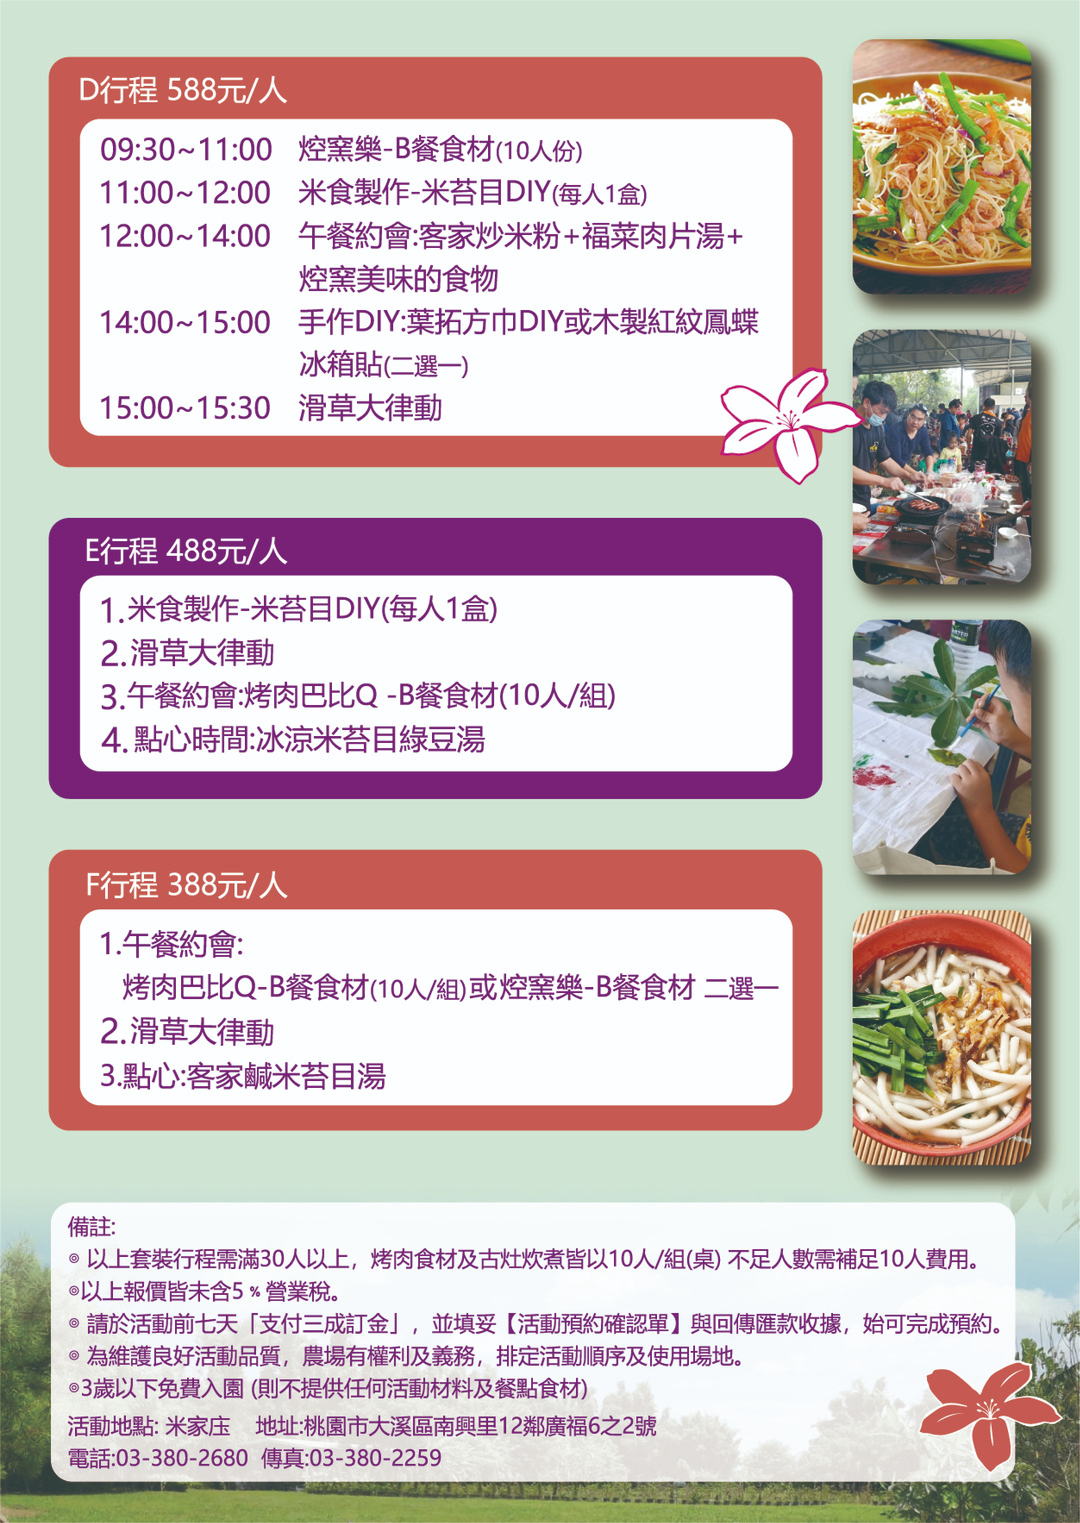 D行程 588元/人
09:30~11:00 焢窯樂-B餐食材(10人份)
11:00~12:00 米食製作-米苔目DIY(每人1盒)
12:00~14:00 午餐約會:客家炒米粉+福菜肉片湯+
焢窯美味的食物
14:00~15:00 手作DIY:葉拓方巾DIY或木製紅紋鳳蝶
冰箱貼(二選一)
15:00~15:30 滑草大律動
E行程 488元/人
1.米食製作-米苔目DIY(每人1盒)
2.滑草大律動
3.午餐約會:烤肉巴比Q -B餐食材(10人/組)
4.點心時間:冰涼米苔目綠豆湯
F行程 388元/人
1.午餐約會:
烤肉巴比Q-B餐食材(10人/組)或焢窯樂-B餐食材 二選一
2.滑草大律動
3.點心:客家鹹米苔目湯
備註:
◎ 以上套裝行程需滿30人以上，烤肉食材及古灶炊煮皆以10人/組(桌) 不足人數需補足10人費用。
◎以上報價皆未含5﹪營業稅。
◎ 請於活動前七天「支付三成訂金」，並填妥【活動預約確認單】與回傳匯款收據，始可完成預約。
◎ 為維護良好活動品質，農場有權利及義務，排定活動順序及使用場地。
◎3歲以下免費入園 (則不提供任何活動材料及餐點食材)
活動地點: 米家庄 地址:桃園市大溪區南興里12鄰廣福6之2號
電話:03-380-2680 傳真:03-380-2259